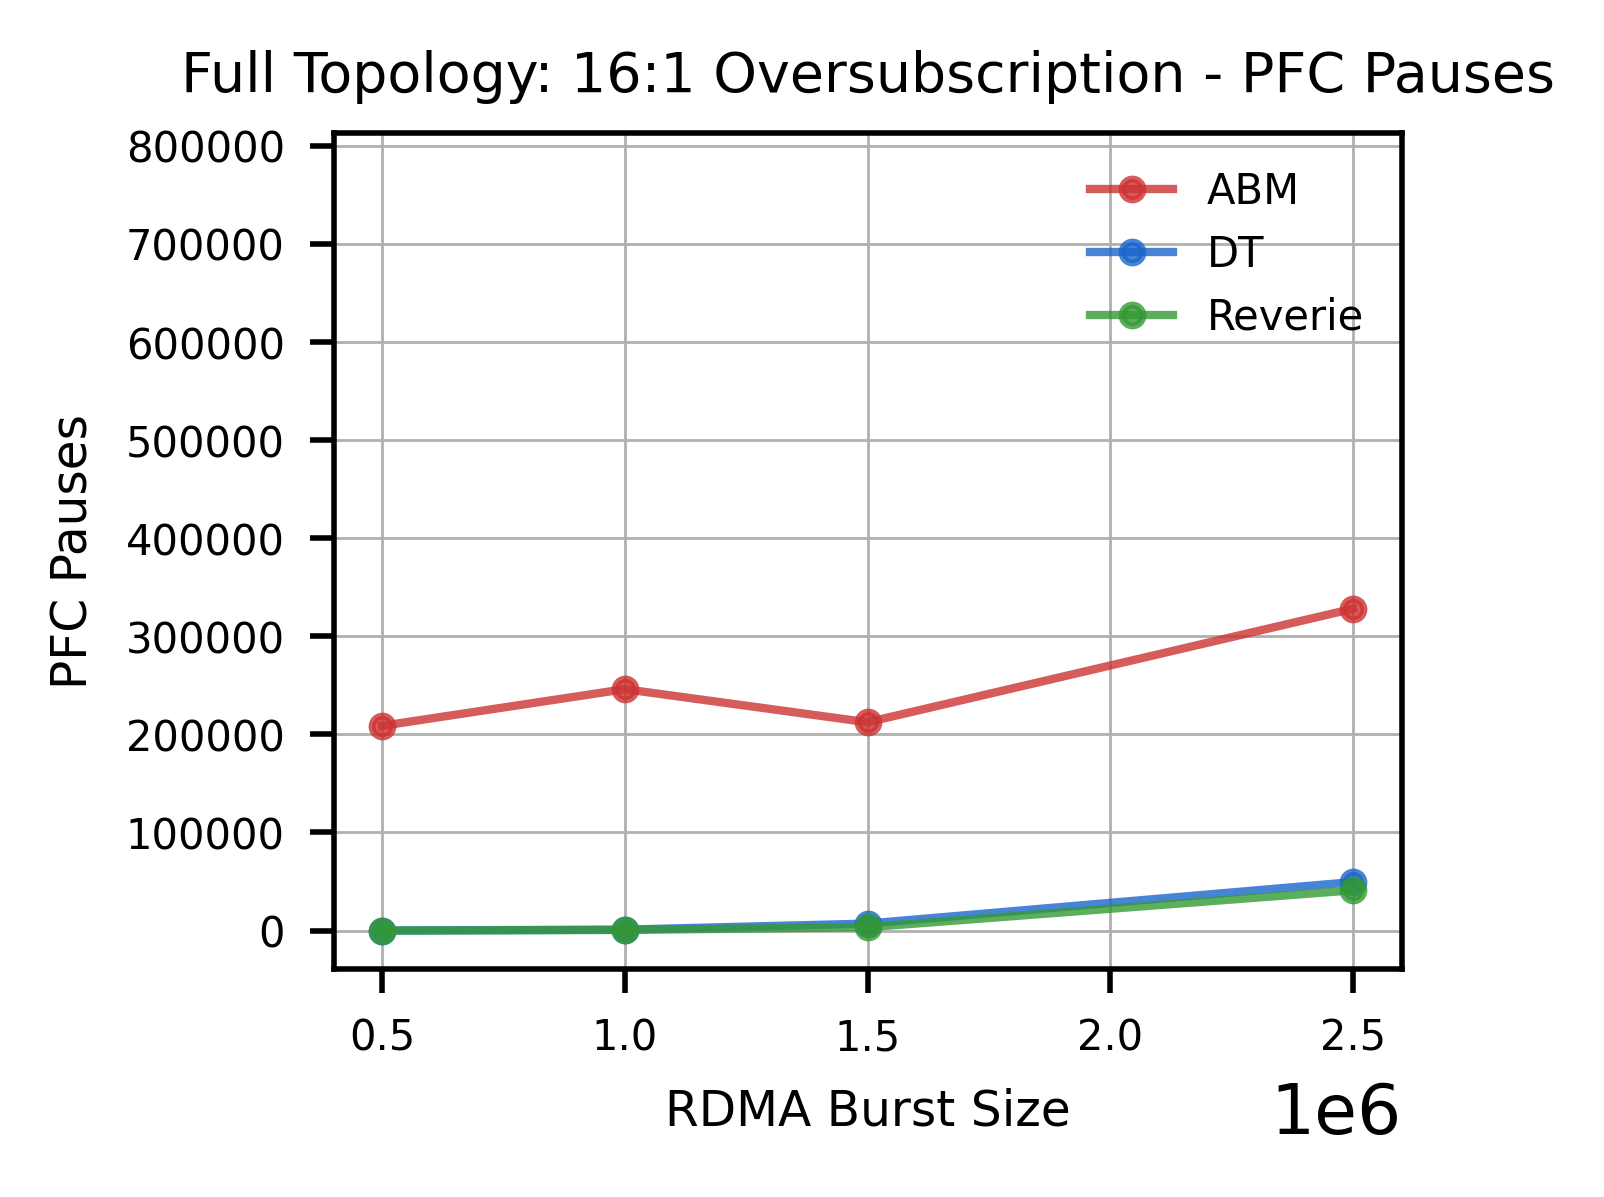 Full Topology: 16:1 Oversubscription - PFC Pauses
800000
700000
600000
500000
400000
300000
200000
100000
0
PFC Pauses
ABM
DT
Reverie
0.5 1.0 1.5 2.0 2.5
RDMA Burst Size
1e6